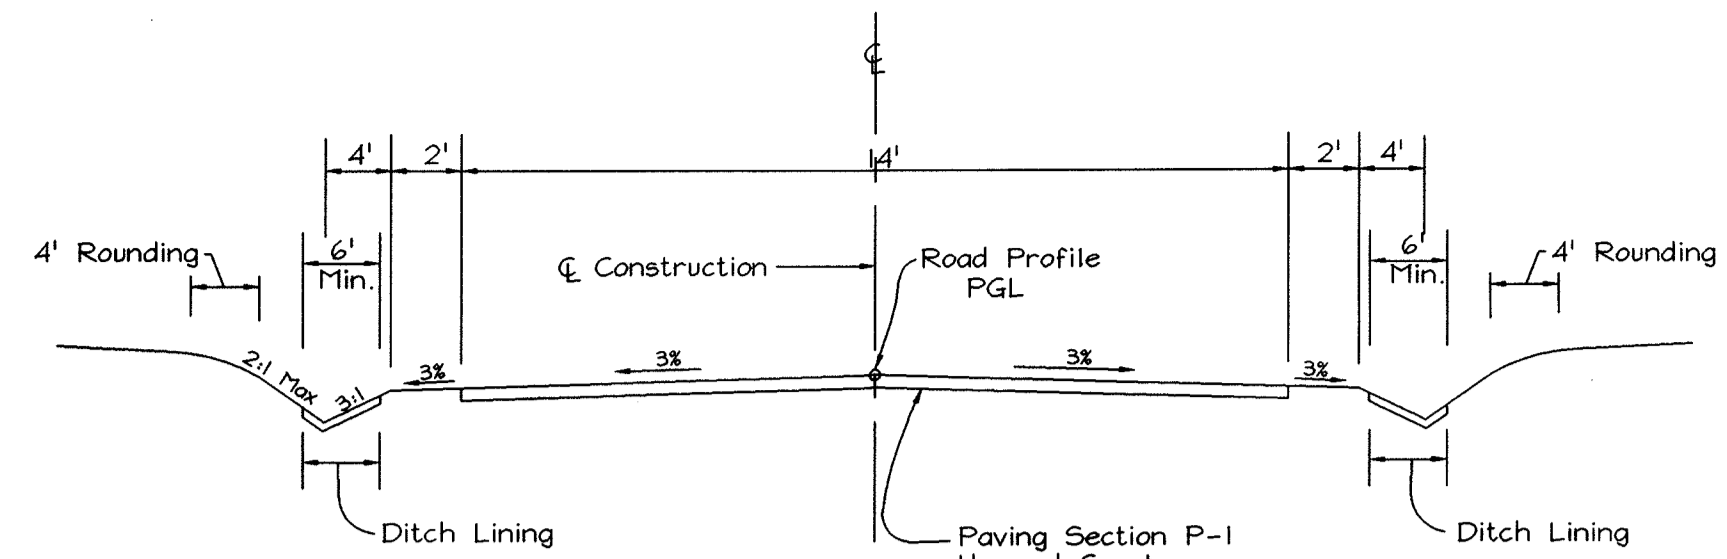 ℄
4' 2' 14' 2' 4'
4' Rounding 6' Min. ℄ Construction Road Profile PGL 6' Min. 4' Rounding
2:1 Max 3:1 3% 3% 3% 3%
Ditch Lining Paving Section P-1 Ditch Lining